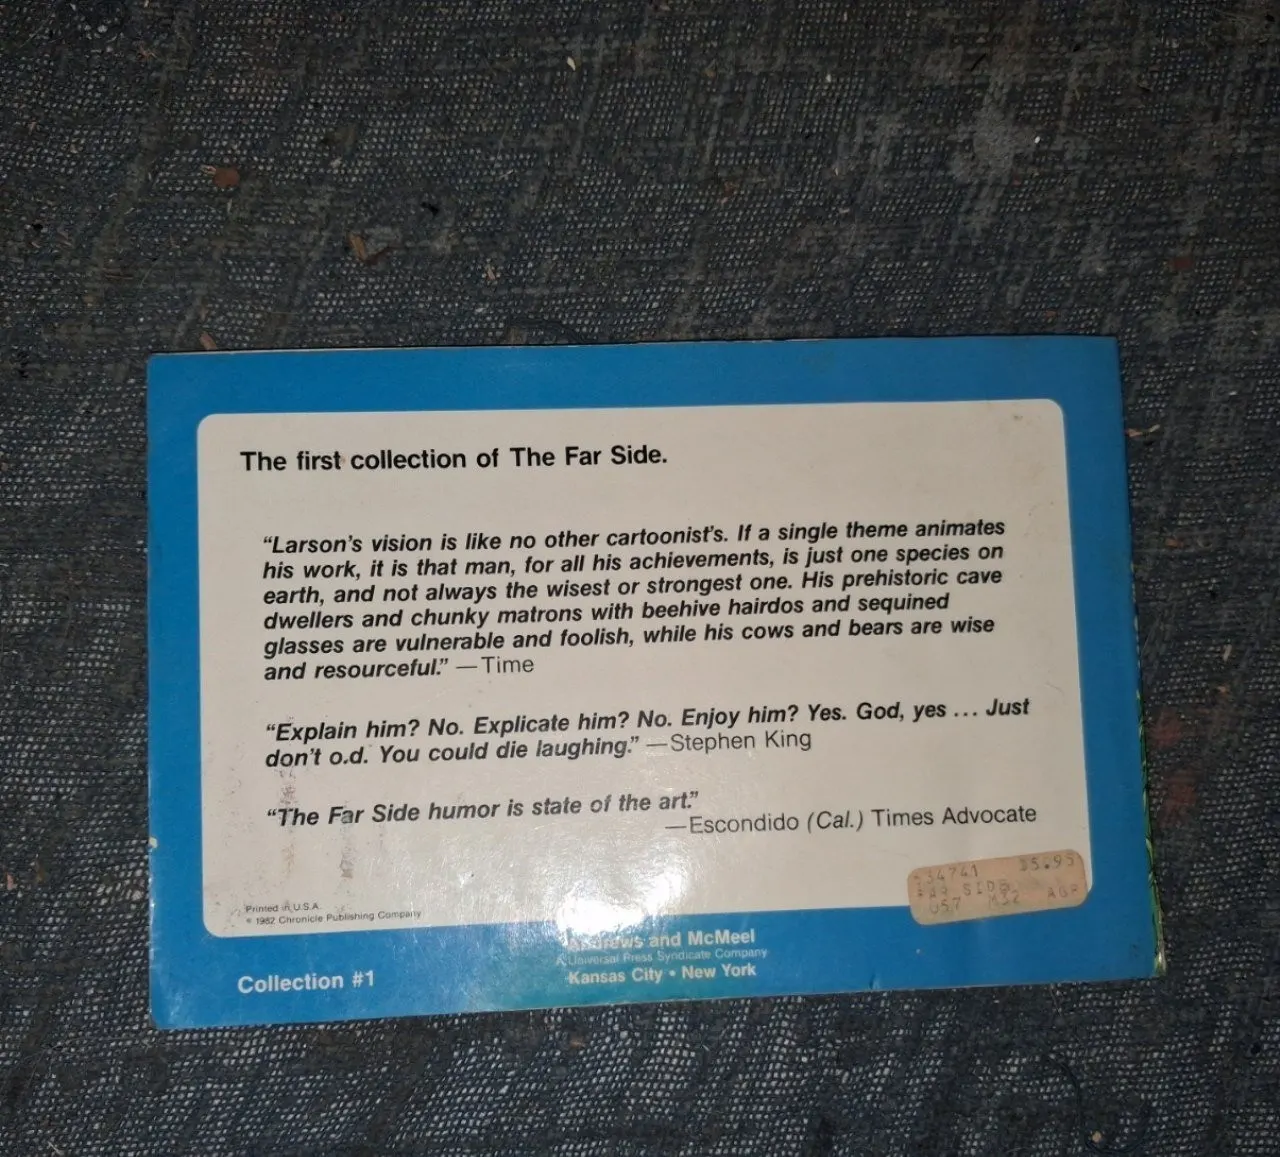 The first collection of The Far Side.
“Larson’s vision is like no other cartoonist’s. If a single theme animates
his work, it is that man, for all his achievements, is just one species on
earth, and not always the wisest or strongest one. His prehistoric cave
dwellers and chunky matrons with beehive hairdos and sequined
glasses are vulnerable and foolish, while his cows and bears are wise
and resourceful.” — Time
“Explain him? No. Explicate him? No. Enjoy him? Yes. God, yes ... Just
don’t o.d. You could die laughing.” —Stephen King
“The Far Side humor is state of the art.”
—Escondido (Cal.) Times Advocate
34741 $5.95
SIDE
Printed in U.S.A.
© 1982 Chronicle Publishing Company
Andrews and McMeel
A Universal Press Syndicate Company
Kansas City • New York
Collection #1